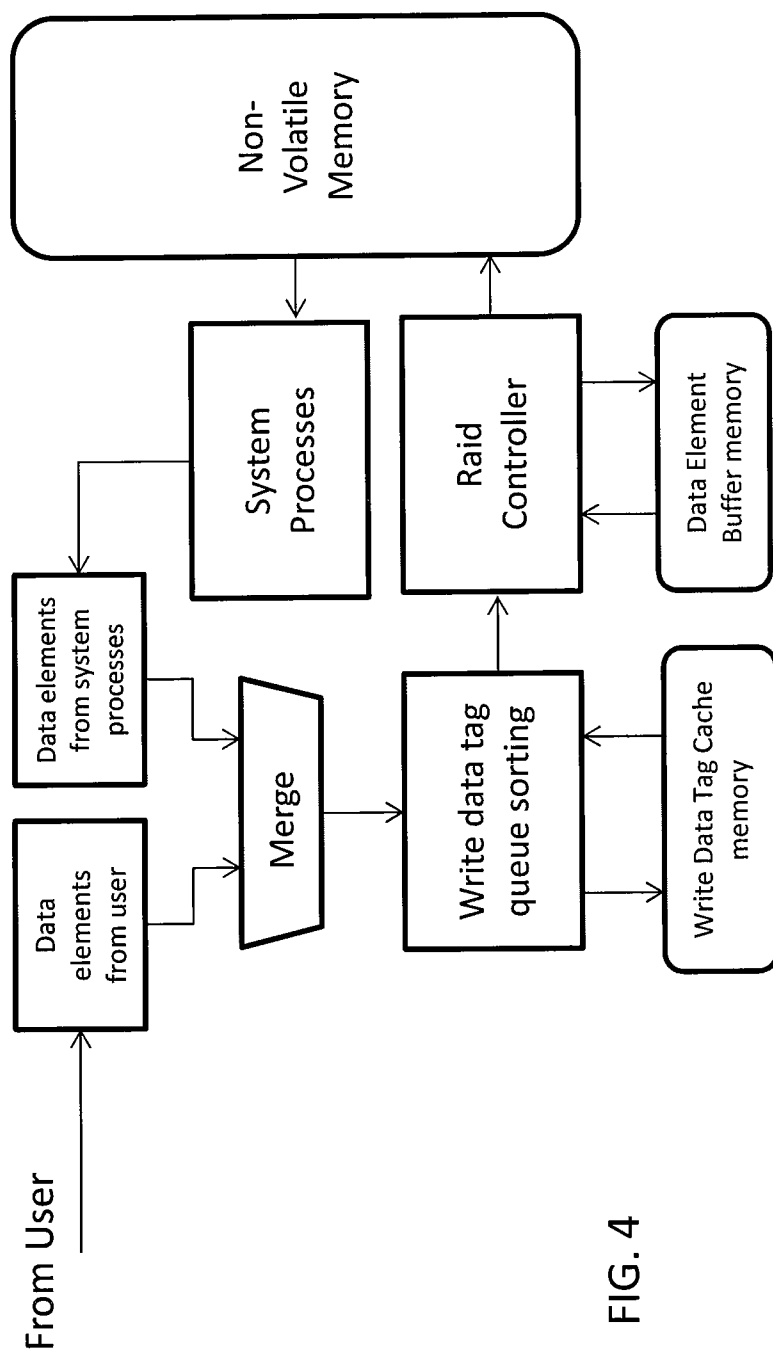 From User
Data
elements
from user
Data elements
from system
processes
Merge
System
Processes
Non-
Volatile
Memory
Write data tag
queue sorting
Raid
Controller
Write Data Tag Cache
memory
Data Element
Buffer memory
FIG. 4